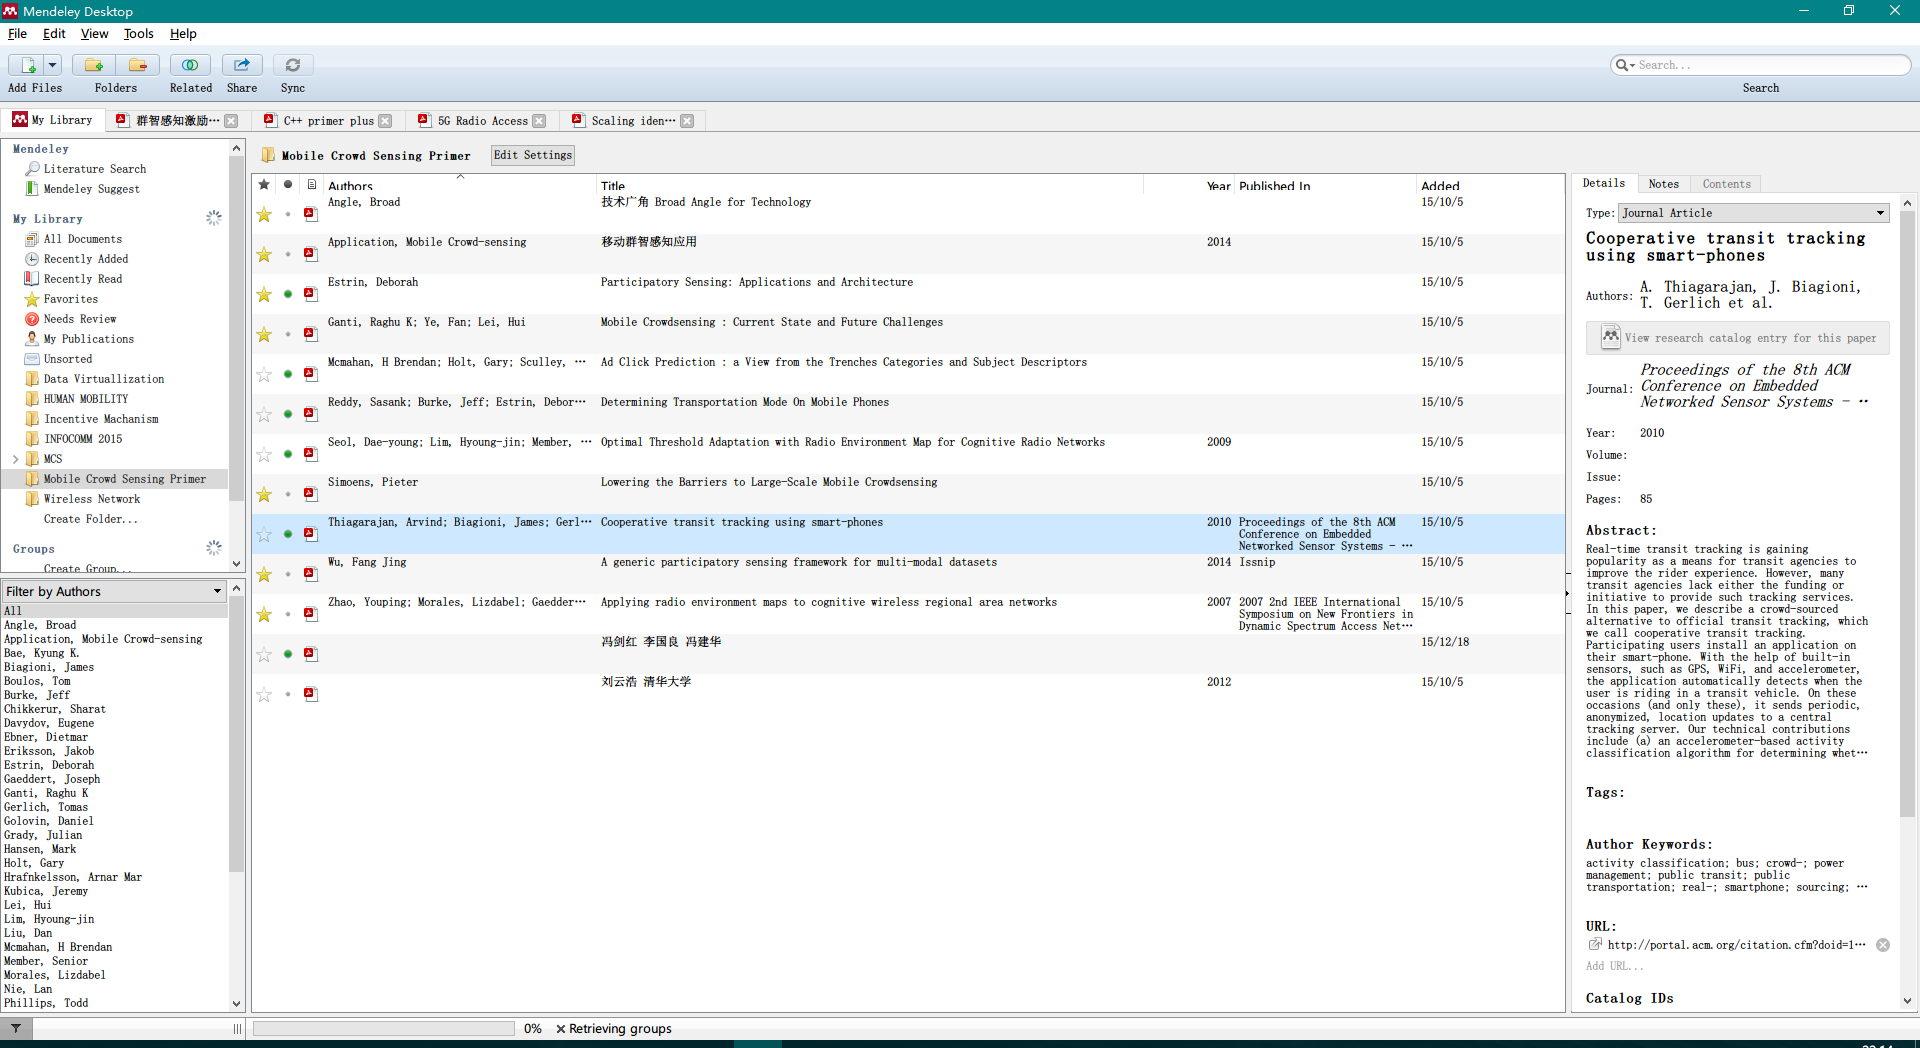 Mendeley Desktop
File Edit View Tools Help
Add Files Folders Related Share Sync
Search...
Search
My Library 群智感知激励… C++ primer plus 5G Radio Access Scaling iden…
Mendeley
Literature Search
Mendeley Suggest
My Library
All Documents
Recently Added
Recently Read
Favorites
Needs Review
My Publications
Unsorted
Data Virtuallization
HUMAN MOBILITY
Incentive Machanism
INFOCOMM 2015
MCS
Mobile Crowd Sensing Primer
Wireless Network
Create Folder...
Groups
Create Group...
Filter by Authors
All
Angle, Broad
Application, Mobile Crowd-sensing
Bae, Kyung K.
Biagioni, James
Boulos, Tom
Burke, Jeff
Chikkerur, Sharat
Davydov, Eugene
Ebner, Dietmar
Eriksson, Jakob
Estrin, Deborah
Gaeddert, Joseph
Ganti, Raghu K
Gerlich, Tomas
Golovin, Daniel
Grady, Julian
Hansen, Mark
Holt, Gary
Hrafnkelsson, Arnar Mar
Kubica, Jeremy
Lei, Hui
Lim, Hyoung-jin
Liu, Dan
Mcmahan, H Brendan
Member, Senior
Morales, Lizdabel
Nie, Lan
Phillips, Todd
Mobile Crowd Sensing Primer Edit Settings
Authors Title Year Published In Added
Angle, Broad 技术广角 Broad Angle for Technology 15/10/5
Application, Mobile Crowd-sensing 移动群智感知应用 2014 15/10/5
Estrin, Deborah Participatory Sensing: Applications and Architecture 15/10/5
Ganti, Raghu K; Ye, Fan; Lei, Hui Mobile Crowdsensing : Current State and Future Challenges 15/10/5
Mcmahan, H Brendan; Holt, Gary; Sculley, … Ad Click Prediction : a View from the Trenches Categories and Subject Descriptors 15/10/5
Reddy, Sasank; Burke, Jeff; Estrin, Debor… Determining Transportation Mode On Mobile Phones 15/10/5
Seol, Dae-young; Lim, Hyoung-jin; Member, … Optimal Threshold Adaptation with Radio Environment Map for Cognitive Radio Networks 2009 15/10/5
Simoens, Pieter Lowering the Barriers to Large-Scale Mobile Crowdsensing 15/10/5
Thiagarajan, Arvind; Biagioni, James; Gerl… Cooperative transit tracking using smart-phones 2010 Proceedings of the 8th ACM 15/10/5
Conference on Embedded
Networked Sensor Systems - …
Wu, Fang Jing A generic participatory sensing framework for multi-modal datasets 2014 Issnip 15/10/5
Zhao, Youping; Morales, Lizdabel; Gaedder… Applying radio environment maps to cognitive wireless regional area networks 2007 2007 2nd IEEE International 15/10/5
Symposium on New Frontiers in
Dynamic Spectrum Access Net…
冯剑红 李国良 冯建华 15/12/18
刘云浩 清华大学 2012 15/10/5
Details Notes Contents
Type: Journal Article
Cooperative transit tracking
using smart-phones
Authors: A. Thiagarajan, J. Biagioni,
T. Gerlich et al.
View research catalog entry for this paper
Journal: Proceedings of the 8th ACM
Conference on Embedded
Networked Sensor Systems - …
Year: 2010
Volume:
Issue:
Pages: 85
Abstract:
Real-time transit tracking is gaining
popularity as a means for transit agencies to
improve the rider experience. However, many
transit agencies lack either the funding or
initiative to provide such tracking services.
In this paper, we describe a crowd-sourced
alternative to official transit tracking, which
we call cooperative transit tracking.
Participating users install an application on
their smart-phone. With the help of built-in
sensors, such as GPS, WiFi, and accelerometer,
the application automatically detects when the
user is riding in a transit vehicle. On these
occasions (and only these), it sends periodic,
anonymized, location updates to a central
tracking server. Our technical contributions
include (a) an accelerometer-based activity
classification algorithm for determining whet…
Tags:
Author Keywords:
activity classification; bus; crowd-; power
management; public transit; public
transportation; real-; smartphone; sourcing; …
URL:
http://portal.acm.org/citation.cfm?doid=1…
Add URL...
Catalog IDs
0% Retrieving groups